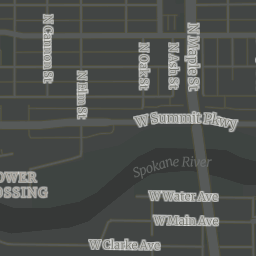 N Cannon St
N Elm St
N Oak St
N Ash St
N Maple St
W Summit Pkwy
Spokane River
OWER
OSSING
W Water Ave
W Main Ave
W Clarke Ave